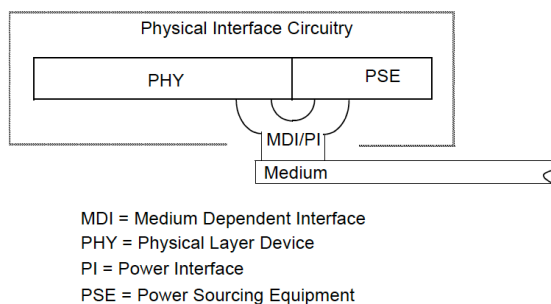 Physical Interface Circuitry
PHY
PSE
MDI/PI
Medium
MDI = Medium Dependent Interface
PHY = Physical Layer Device
PI = Power Interface
PSE = Power Sourcing Equipment